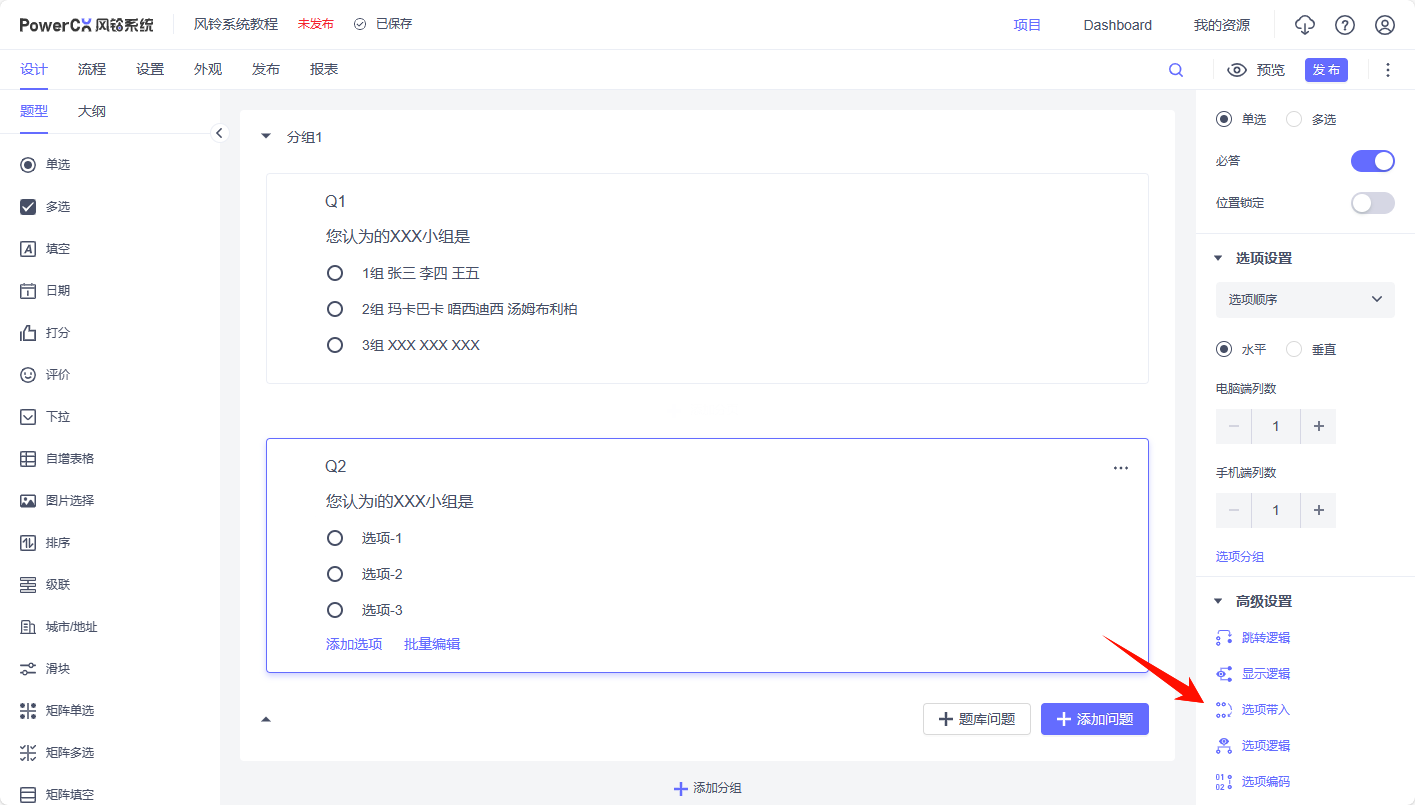 PowerCX 风铃系统
风铃系统教程 未发布 已保存
项目 Dashboard 我的资源
设计 流程 设置 外观 发布 报表
预览 发布
题型 大纲
单选
多选
填空
日期
打分
评价
下拉
自增表格
图片选择
排序
级联
城市/地址
滑块
矩阵单选
矩阵多选
矩阵填空
分组1
Q1
您认为的XXX小组是
1组 张三 李四 王五
2组 玛卡巴卡 唔西迪西 汤姆布利柏
3组 XXX XXX XXX
Q2
您认为i的XXX小组是
选项-1
选项-2
选项-3
添加选项 批量编辑
题库问题 添加问题
添加分组
单选 多选
必答
位置锁定
选项设置
选项顺序
水平 垂直
电脑端列数
1
手机端列数
1
选项分组
高级设置
跳转逻辑
显示逻辑
选项带入
选项逻辑
选项编码